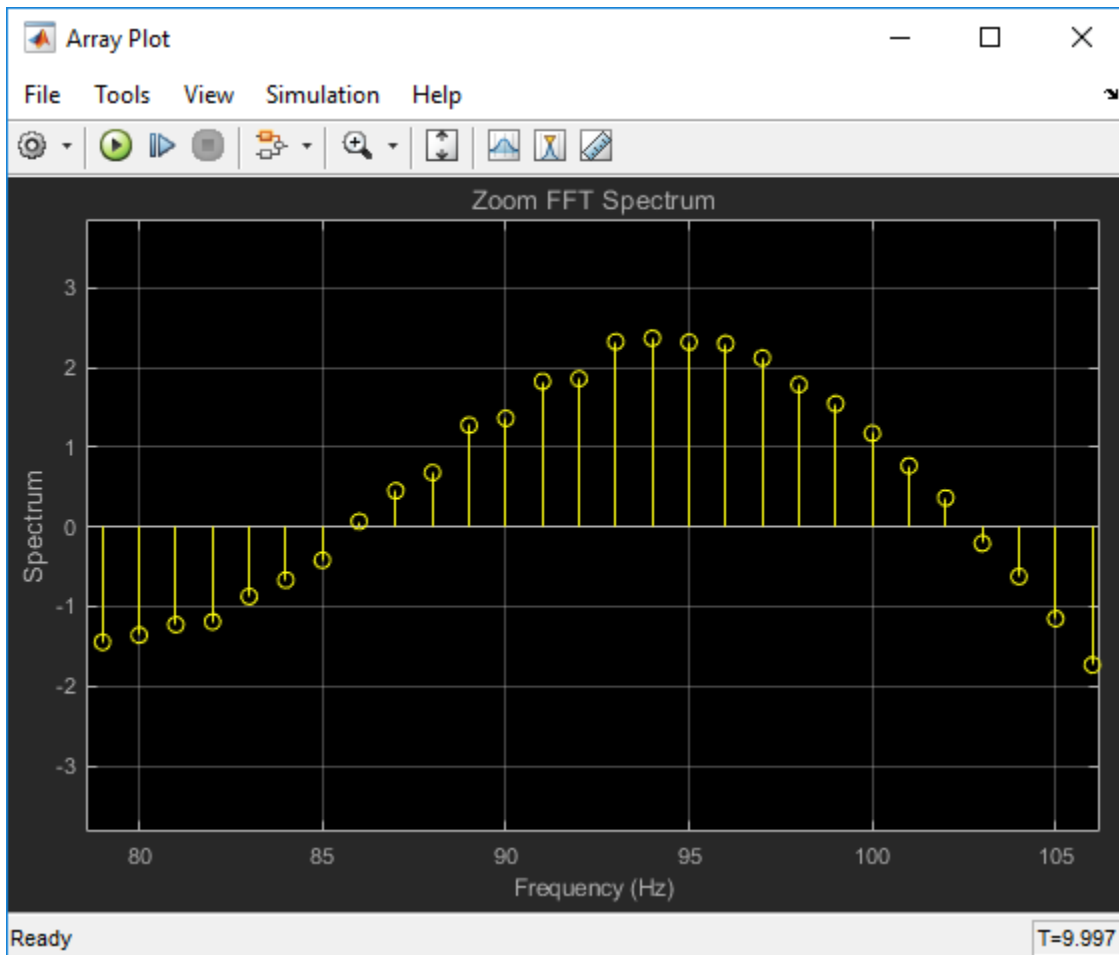 Array Plot
File Tools View Simulation Help
Zoom FFT Spectrum
3
2
1
0
-1
-2
-3
Spectrum
80 85 90 95 100 105
Frequency (Hz)
Ready T=9.997